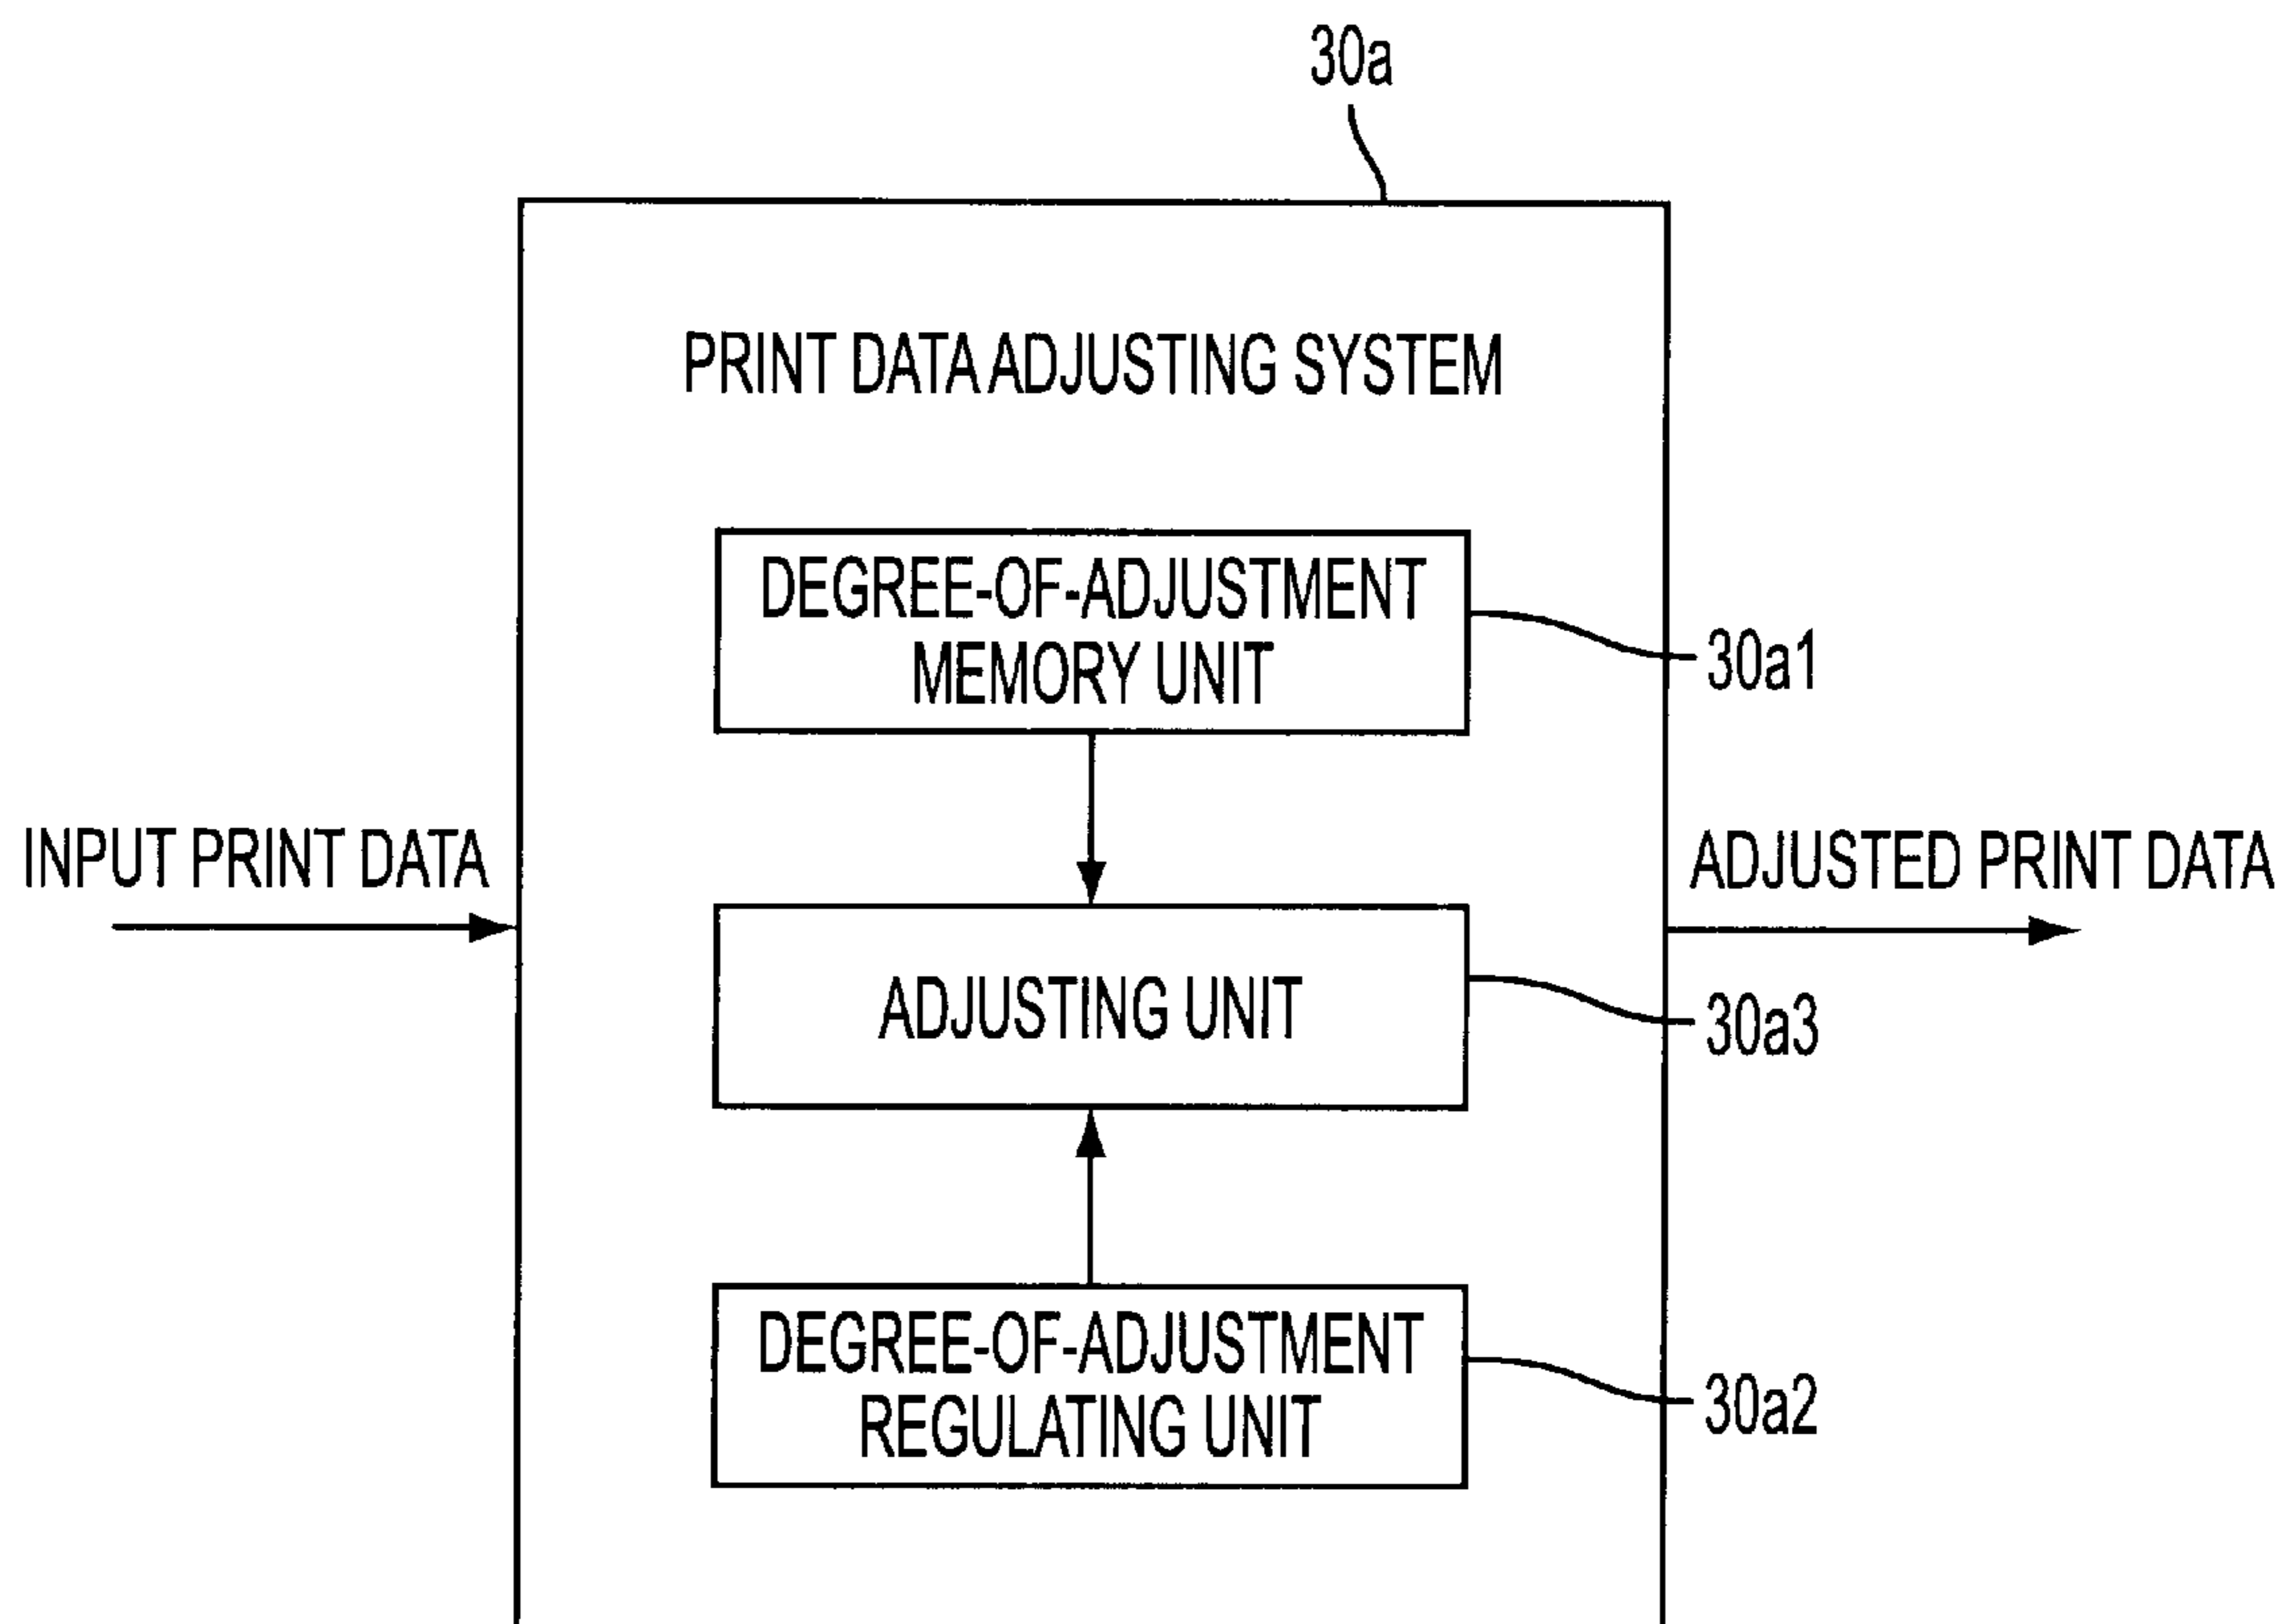 30a
PRINT DATA ADJUSTING SYSTEM
DEGREE-OF-ADJUSTMENT
MEMORY UNIT
30a1
INPUT PRINT DATA
ADJUSTED PRINT DATA
ADJUSTING UNIT
30a3
DEGREE-OF-ADJUSTMENT
REGULATING UNIT
30a2